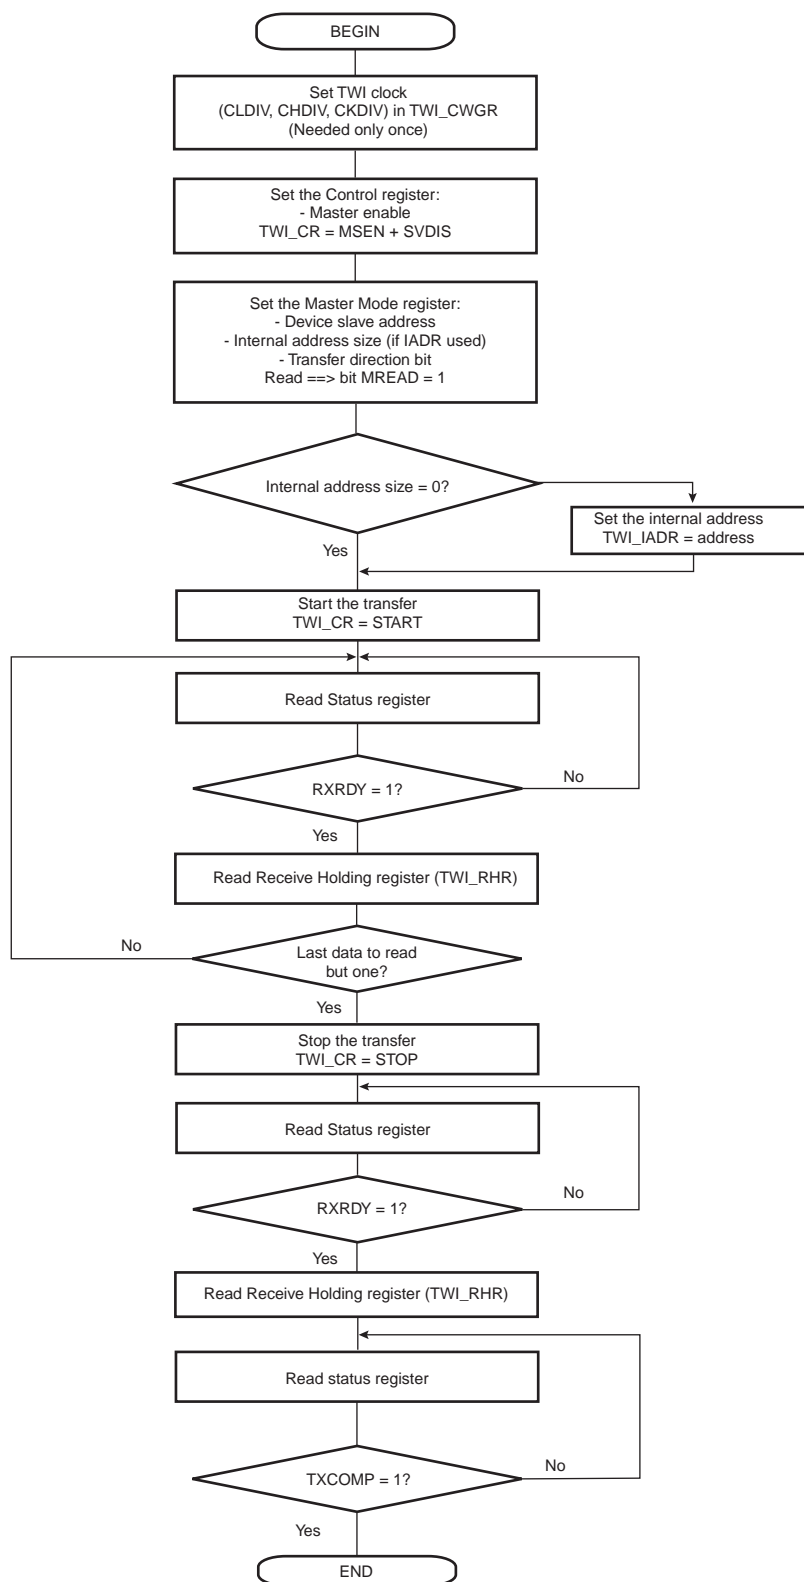 BEGIN
Set TWI clock
(CLDIV, CHDIV, CKDIV) in TWI_CWGR
(Needed only once)
Set the Control register:
- Master enable
TWI_CR = MSEN + SVDIS
Set the Master Mode register:
- Device slave address
- Internal address size (if IADR used)
- Transfer direction bit
Read ==> bit MREAD = 1
Internal address size = 0?
Set the internal address
TWI_IADR = address
Yes
Start the transfer
TWI_CR = START
Read Status register
RXRDY = 1?
No
Yes
Read Receive Holding register (TWI_RHR)
No
Last data to read
but one?
Yes
Stop the transfer
TWI_CR = STOP
Read Status register
No
RXRDY = 1?
Yes
Read Receive Holding register (TWI_RHR)
Read status register
No
TXCOMP = 1?
Yes
END